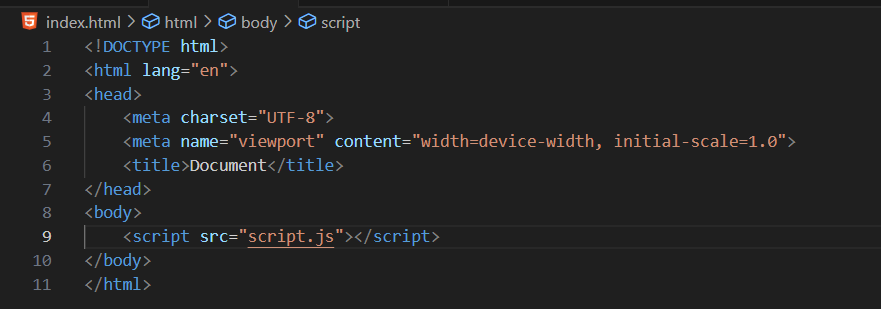 index.html > html > body > script
1 <!DOCTYPE html>
2 <html lang="en">
3 <head>
4     <meta charset="UTF-8">
5     <meta name="viewport" content="width=device-width, initial-scale=1.0">
6     <title>Document</title>
7 </head>
8 <body>
9     <script src="script.js"></script>
10 </body>
11 </html>